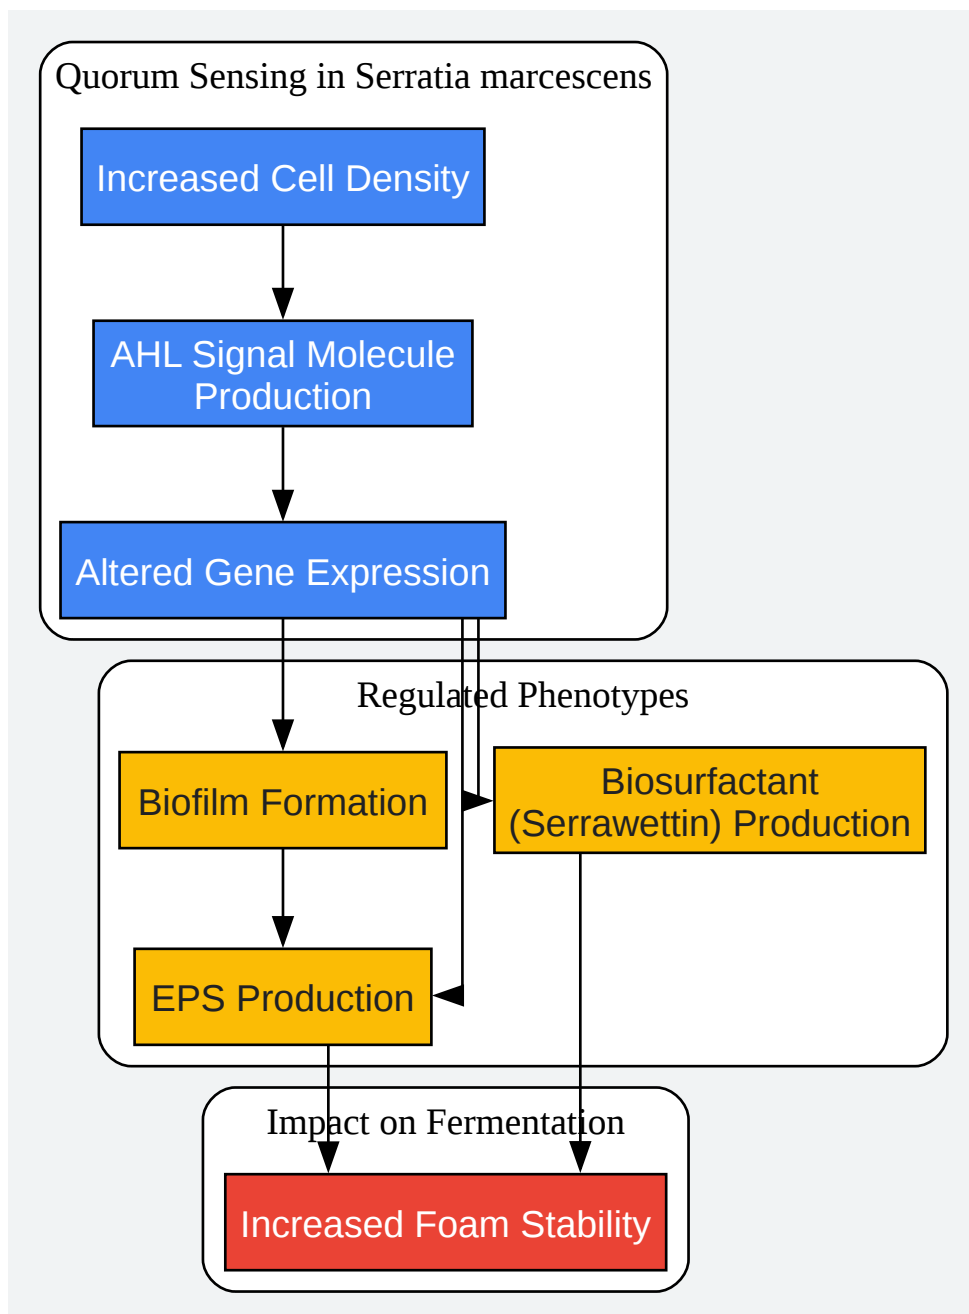 Quorum Sensing in Serratia marcescens
Increased Cell Density
AHL Signal Molecule
Production
Altered Gene Expression
Regulated Phenotypes
Biofilm Formation
Biosurfactant
(Serrawettin) Production
EPS Production
Impact on Fermentation
Increased Foam Stability